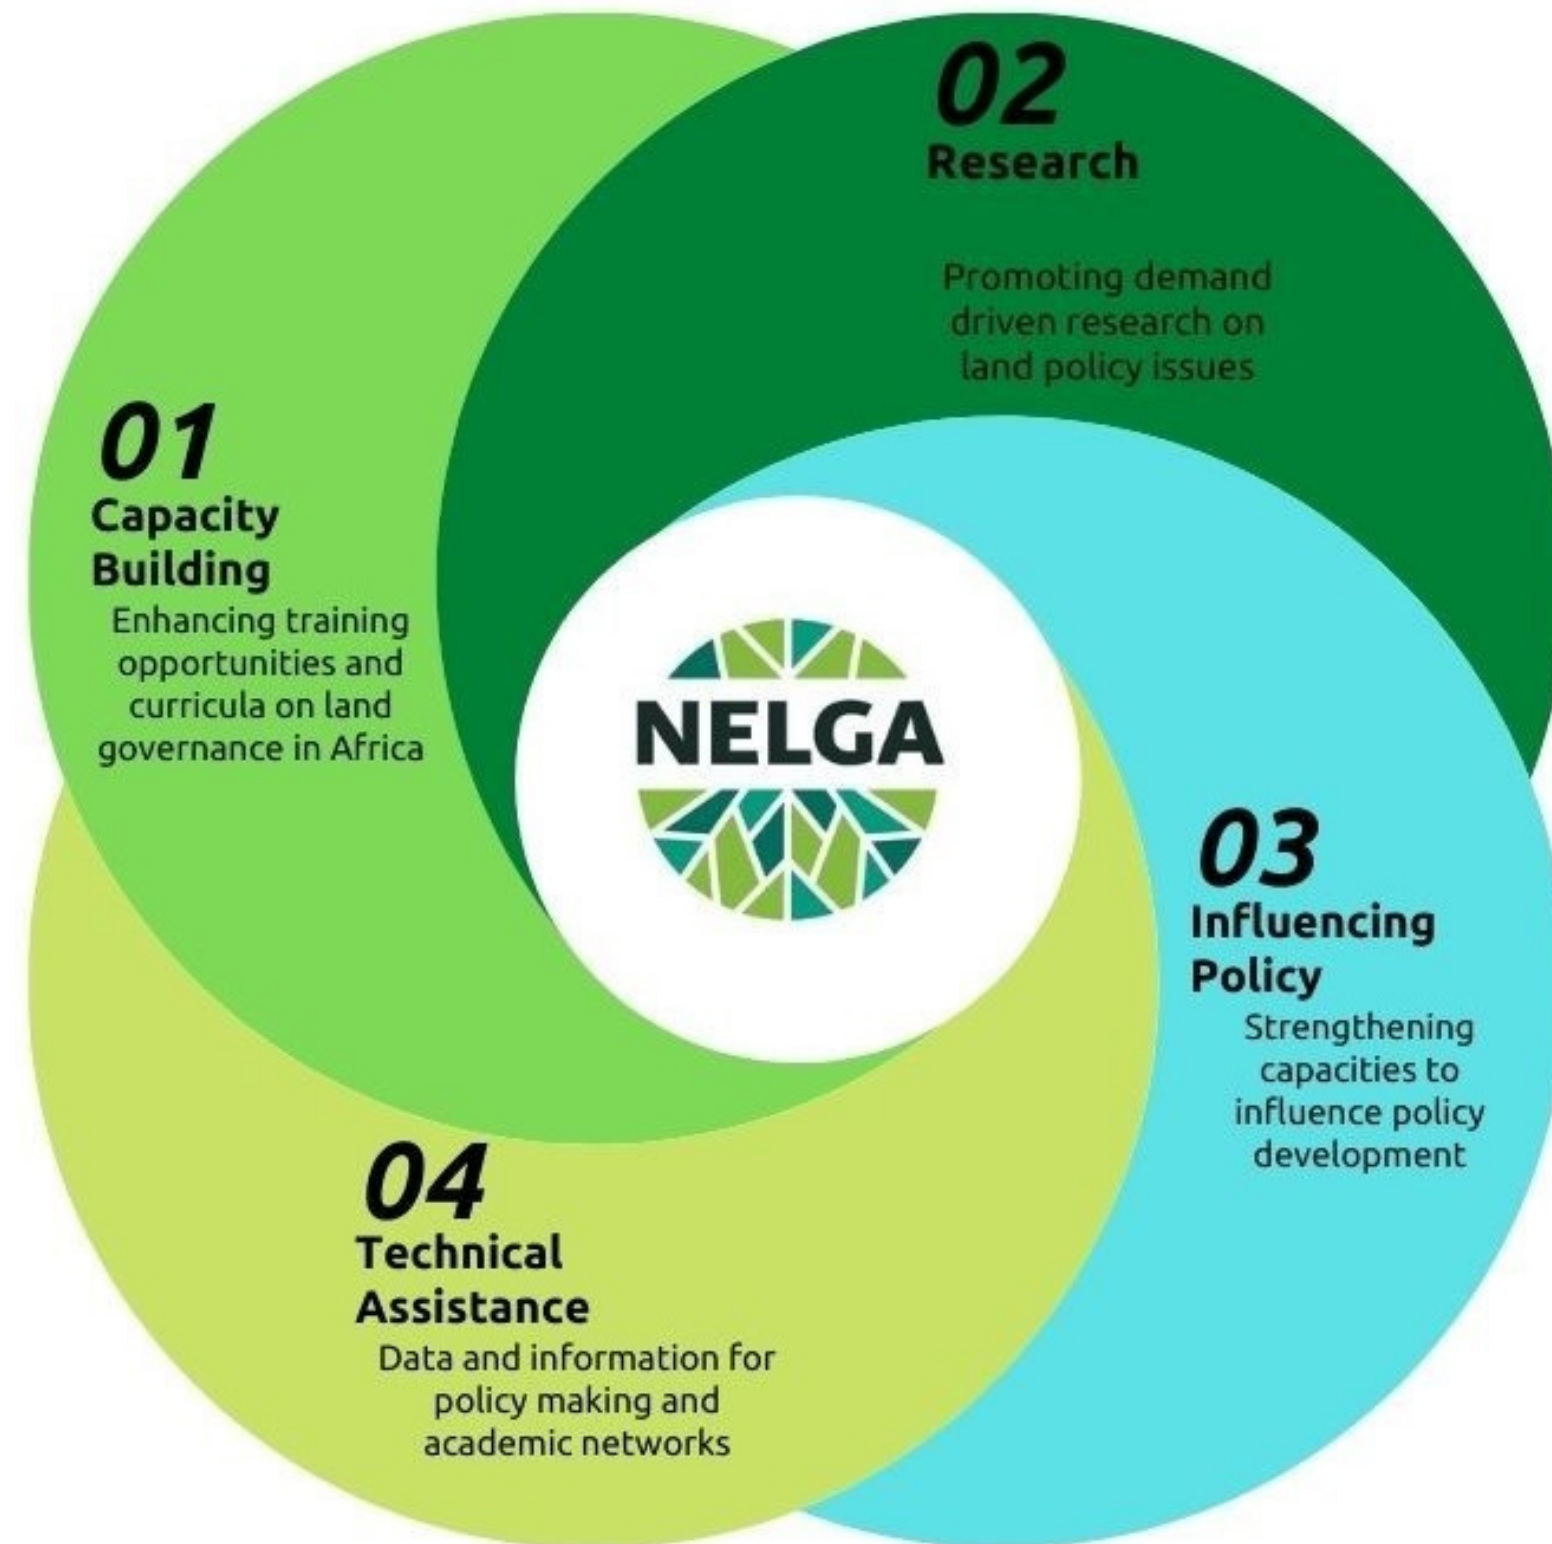 01
Capacity
Building
Enhancing training
opportunities and
curricula on land
governance in Africa
02
Research
Promoting demand
driven research on
land policy issues
03
Influencing
Policy
Strengthening
capacities to
influence policy
development
04
Technical
Assistance
Data and information for
policy making and
academic networks
NELGA